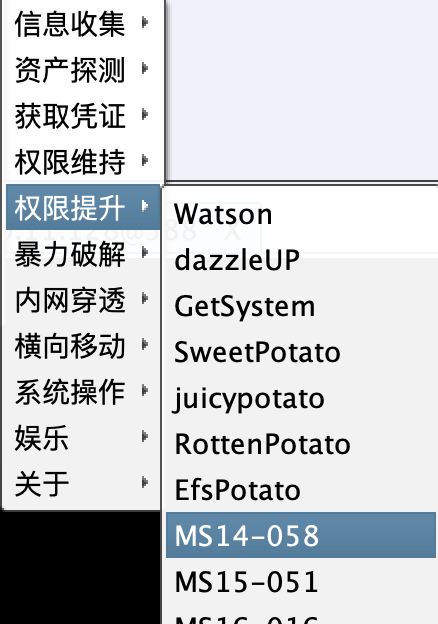 信息收集
资产探测
获取凭证
权限维持
权限提升
暴力破解
内网穿透
横向移动
系统操作
娱乐
关于
Watson
dazzleUP
GetSystem
SweetPotato
juicypotato
RottenPotato
EfsPotato
MS14-058
MS15-051
MS16-016